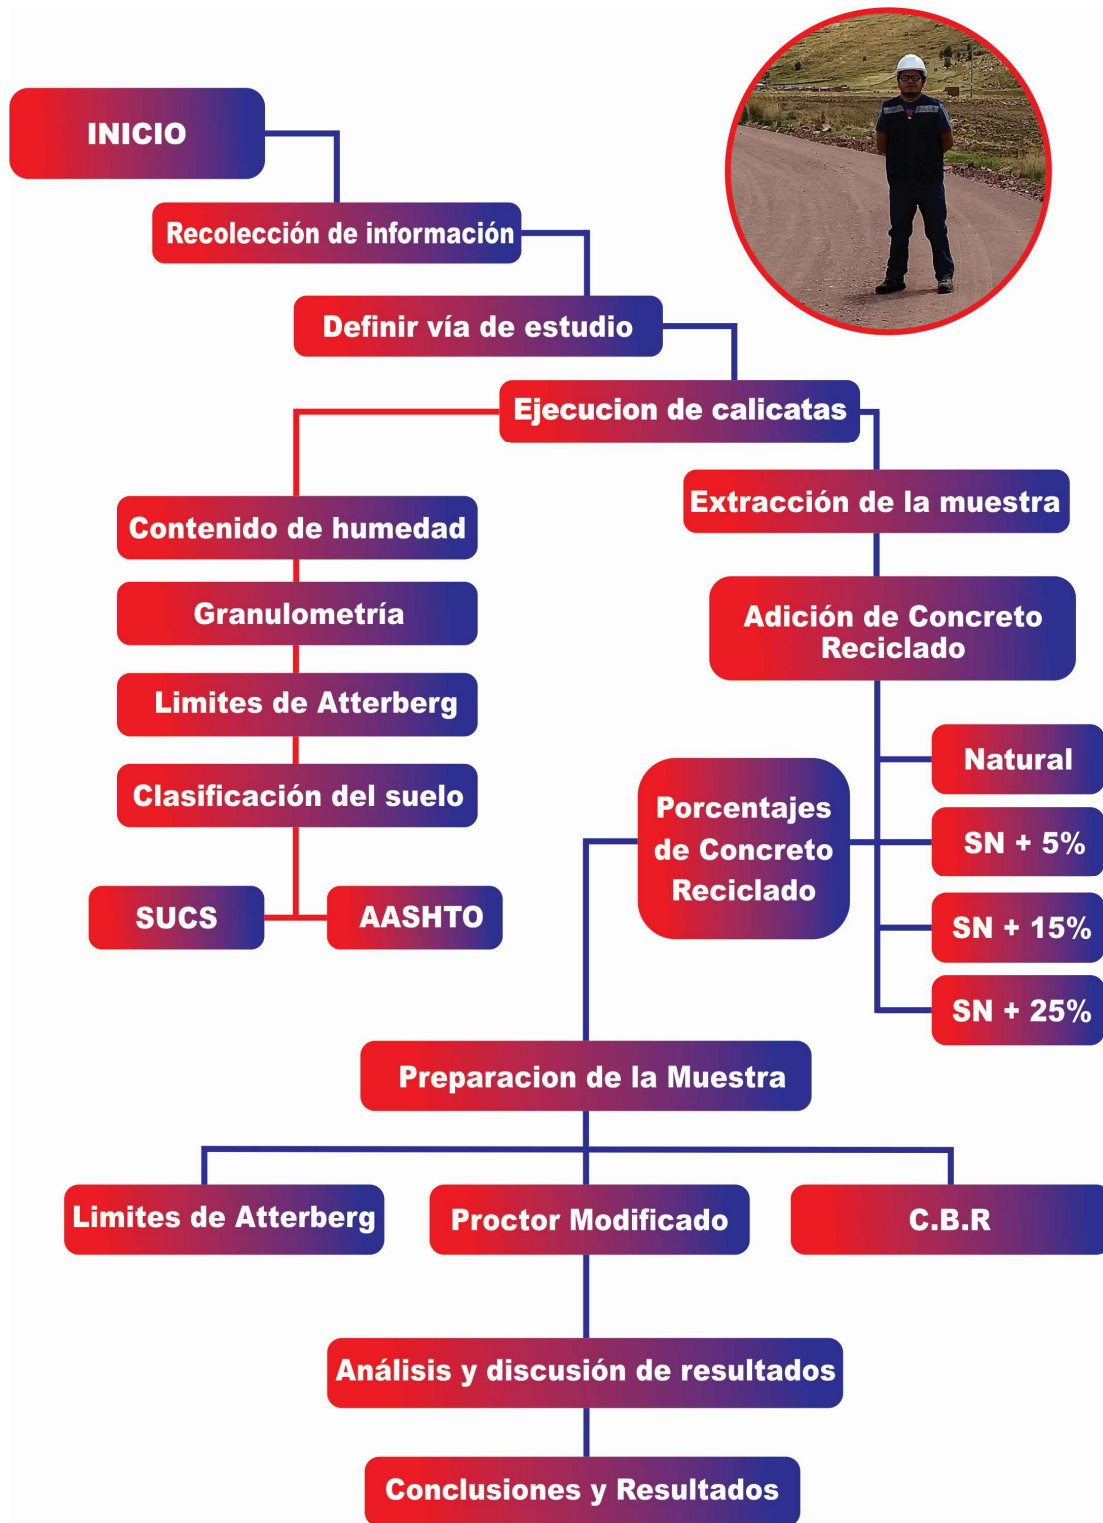 INICIO
Recolección de información
Definir vía de estudio
Ejecucion de calicatas
Contenido de humedad
Granulometría
Limites de Atterberg
Clasificación del suelo
SUCS
AASHTO
Extracción de la muestra
Adición de Concreto
Reciclado
Natural
SN + 5%
SN + 15%
SN + 25%
Porcentajes
de Concreto
Reciclado
Preparacion de la Muestra
Limites de Atterberg
Proctor Modificado
C.B.R
Análisis y discusión de resultados
Conclusiones y Resultados